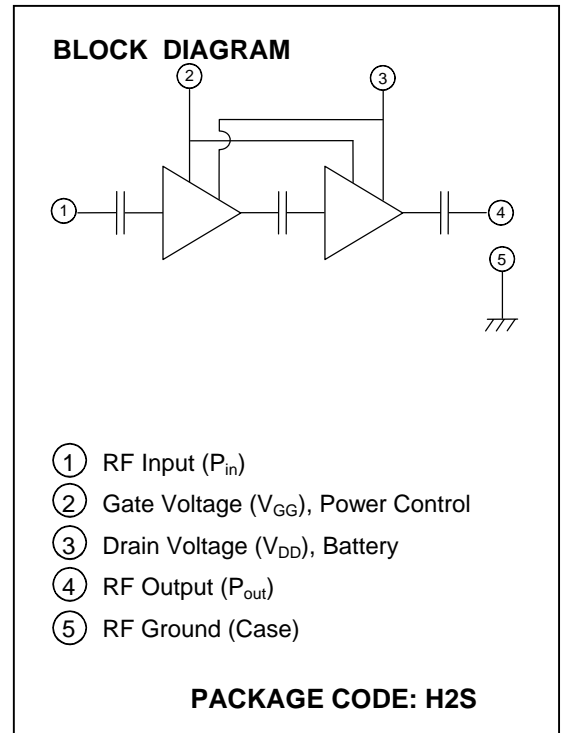 BLOCK DIAGRAM
② ③
① ④
⑤
① RF Input (Pin)
② Gate Voltage (VGG), Power Control
③ Drain Voltage (VDD), Battery
④ RF Output (Pout)
⑤ RF Ground (Case)
PACKAGE CODE: H2S